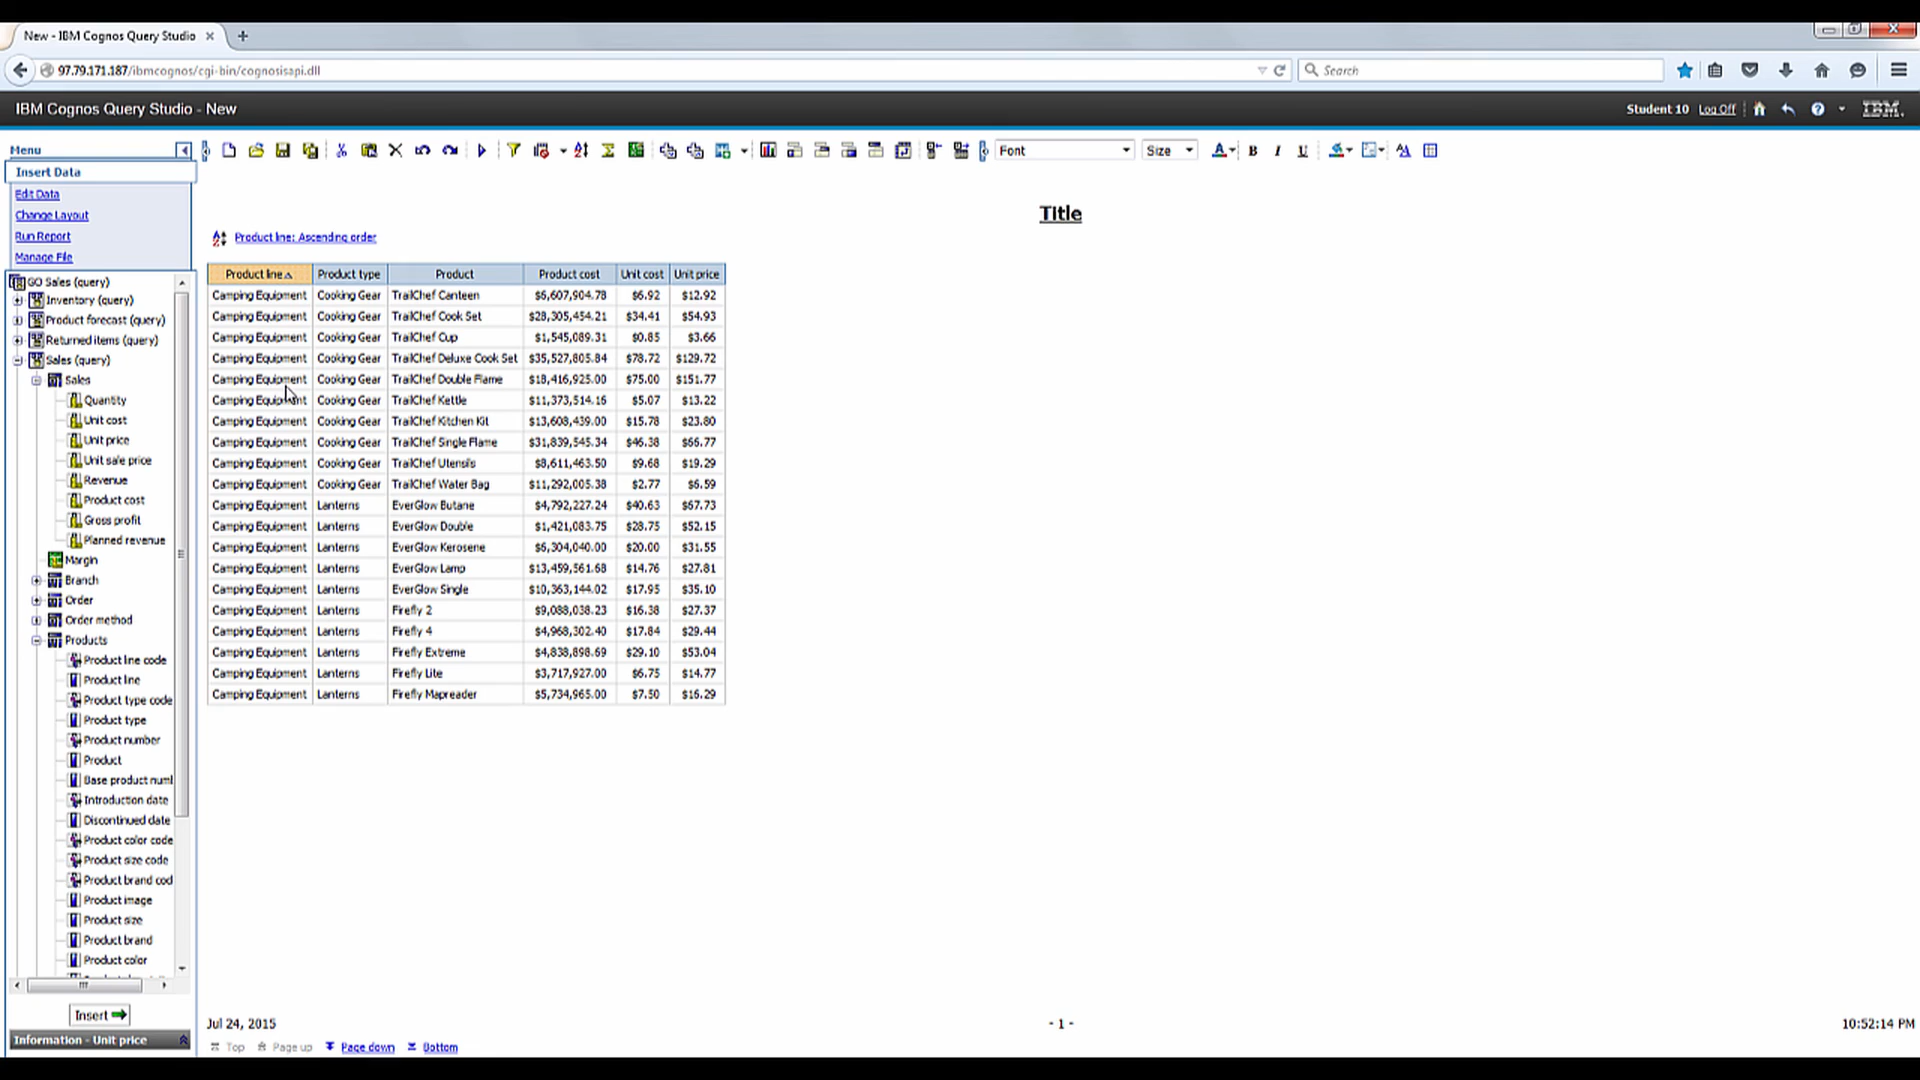 New - IBM Cognos Query Studio
97.79.171.187/ibmcognos/cgi-bin/cognosisapi.dll
Search
IBM Cognos Query Studio - New
Student 10 Log Off IBM.
Menu
Font Size B I U A
Insert Data
Edit Data
Change Layout
Run Report
Manage File
GO Sales (query)
Inventory (query)
Product forecast (query)
Returned items (query)
Sales (query)
Sales
Quantity
Unit cost
Unit price
Unit sale price
Revenue
Product cost
Gross profit
Planned revenue
Margin
Branch
Order
Order method
Products
Product line code
Product line
Product type code
Product type
Product number
Product
Base product numl
Introduction date
Discontinued date
Product color code
Product size code
Product brand cod
Product image
Product size
Product brand
Product color
Insert
Information - Unit price
Title
Product line: Ascending order
Product line Product type Product Product cost Unit cost Unit price
Camping Equipment Cooking Gear TrailChef Canteen $6,607,904.78 $6.92 $12.92
Camping Equipment Cooking Gear TrailChef Cook Set $28,305,454.21 $34.41 $54.93
Camping Equipment Cooking Gear TrailChef Cup $1,545,089.31 $0.85 $3.66
Camping Equipment Cooking Gear TrailChef Deluxe Cook Set $35,527,805.84 $78.72 $129.72
Camping Equipment Cooking Gear TrailChef Double Flame $18,416,925.00 $75.00 $151.77
Camping Equipment Cooking Gear TrailChef Kettle $11,373,514.16 $5.07 $13.22
Camping Equipment Cooking Gear TrailChef Kitchen Kit $13,608,439.00 $15.78 $23.80
Camping Equipment Cooking Gear TrailChef Single Flame $31,839,545.34 $46.38 $66.77
Camping Equipment Cooking Gear TrailChef Utensils $8,611,463.50 $9.68 $19.29
Camping Equipment Cooking Gear TrailChef Water Bag $11,292,005.38 $2.77 $6.59
Camping Equipment Lanterns EverGlow Butane $4,792,227.24 $40.63 $67.73
Camping Equipment Lanterns EverGlow Double $1,421,083.75 $28.75 $52.15
Camping Equipment Lanterns EverGlow Kerosene $6,304,040.00 $20.00 $31.55
Camping Equipment Lanterns EverGlow Lamp $13,459,561.68 $14.76 $27.81
Camping Equipment Lanterns EverGlow Single $10,363,144.02 $17.95 $35.10
Camping Equipment Lanterns Firefly 2 $9,088,038.23 $16.38 $27.37
Camping Equipment Lanterns Firefly 4 $4,968,302.40 $17.84 $29.44
Camping Equipment Lanterns Firefly Extreme $4,838,898.69 $29.10 $53.04
Camping Equipment Lanterns Firefly Lite $3,717,927.00 $6.75 $14.77
Camping Equipment Lanterns Firefly Mapreader $5,734,965.00 $7.50 $16.29
Jul 24, 2015 - 1 - 10:52:14 PM
Top Page up Page down Bottom